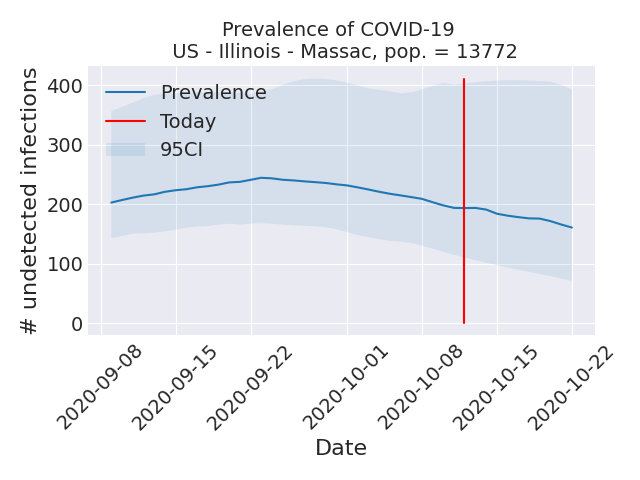 Prevalence of COVID-19
US - Illinois - Massac, pop. = 13772
# undetected infections
400
300
200
100
0
Prevalence
Today
95CI
2020-09-08
2020-09-15
2020-09-22
2020-10-01
2020-10-08
2020-10-15
2020-10-22
Date